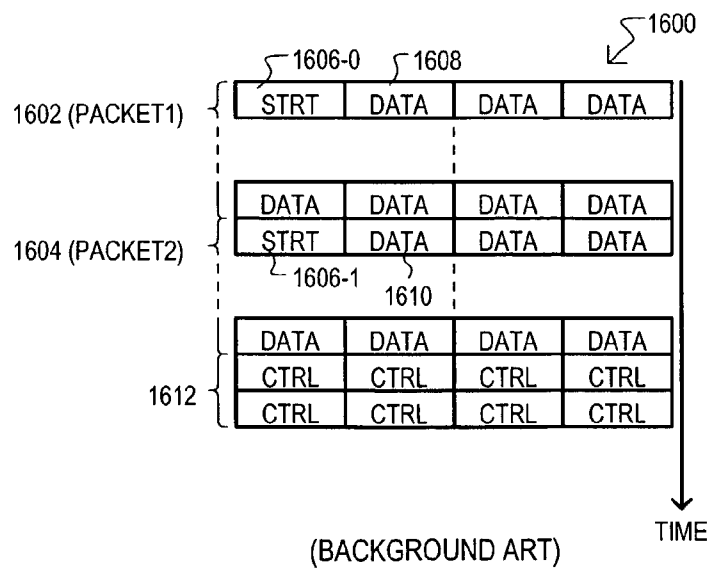 1600
1606-0 1608
1602 (PACKET1) STRT DATA DATA DATA
DATA DATA DATA DATA
1604 (PACKET2) STRT DATA DATA DATA
1606-1 1610
DATA DATA DATA DATA
1612 CTRL CTRL CTRL CTRL
CTRL CTRL CTRL CTRL
TIME
(BACKGROUND ART)